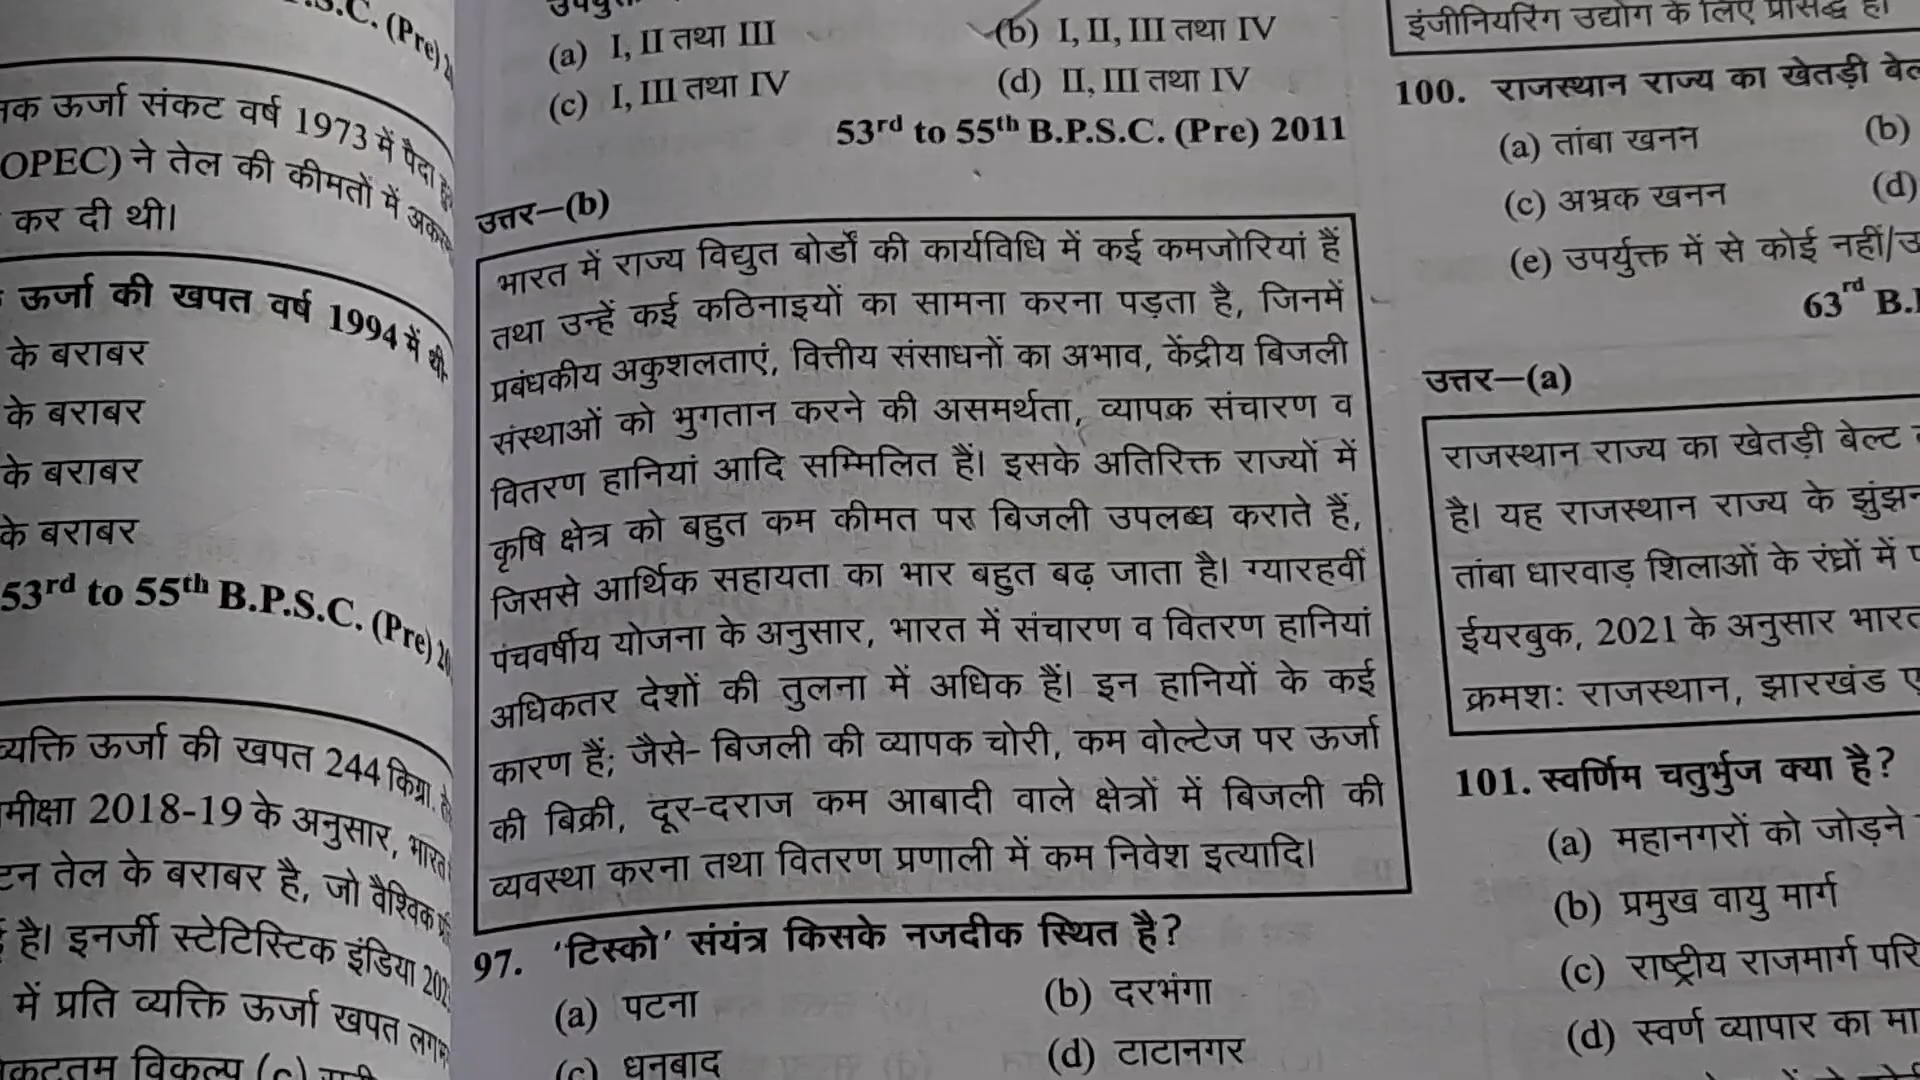 .C. (Pre)
ऊर्जा संकट वर्ष 1973 में पैदा
OPEC) ने तेल की कीमतों में
कर दी थी।
ऊर्जा की खपत वर्ष 1994 में थी-
के बराबर
के बराबर
के बराबर
के बराबर
53rd to 55th B.P.S.C. (Pre)
व्यक्ति ऊर्जा की खपत 244 किग्रा.
2018-19 के अनुसार, भारत
टन तेल के बराबर है, जो वैश्विक
है। इनर्जी स्टेटिस्टिक इंडिया
में प्रति व्यक्ति ऊर्जा खपत
विकल्प (c)
(a) I, II तथा III
(b) I, II, III तथा IV
(c) I, III तथा IV
(d) II, III तथा IV
53rd to 55th B.P.S.C. (Pre) 2011
उत्तर—(b)
भारत में राज्य विद्युत बोर्डों की कार्यविधि में कई कमजोरियां हैं
तथा उन्हें कई कठिनाइयों का सामना करना पड़ता है, जिनमें
प्रबंधकीय अकुशलताएं, वित्तीय संसाधनों का अभाव, केंद्रीय बिजली
संस्थाओं को भुगतान करने की असमर्थता, व्यापक संचारण व
वितरण हानियां आदि सम्मिलित हैं। इसके अतिरिक्त राज्यों में
कृषि क्षेत्र को बहुत कम कीमत पर बिजली उपलब्ध कराते हैं,
जिससे आर्थिक सहायता का भार बहुत बढ़ जाता है। ग्यारहवीं
पंचवर्षीय योजना के अनुसार, भारत में संचारण व वितरण हानियां
अधिकतर देशों की तुलना में अधिक हैं। इन हानियों के कई
कारण हैं; जैसे- बिजली की व्यापक चोरी, कम वोल्टेज पर ऊर्जा
की बिक्री, दूर-दराज कम आबादी वाले क्षेत्रों में बिजली की
व्यवस्था करना तथा वितरण प्रणाली में कम निवेश इत्यादि।
97. 'टिस्को' संयंत्र किसके नजदीक स्थित है?
(a) पटना
(b) दरभंगा
(c) धनबाद
(d) टाटानगर
इंजीनियरिंग उद्योग के लिए प्रसिद्ध है।
100. राजस्थान राज्य का खेतड़ी
(a) तांबा खनन
(b)
(c) अभ्रक खनन
(d)
(e) उपर्युक्त में से कोई नहीं/
63rd B.
उत्तर—(a)
राजस्थान राज्य का खेतड़ी बेल्ट
है। यह राजस्थान राज्य के
तांबा धारवाड़ शिलाओं के रंध्रों में
ईयरबुक, 2021 के अनुसार भारत
क्रमशः राजस्थान, झारखंड
101. स्वर्णिम चतुर्भुज क्या है?
(a) महानगरों को जोड़ने
(b) प्रमुख वायु मार्ग
(c) राष्ट्रीय राजमार्ग
(d) स्वर्ण व्यापार का